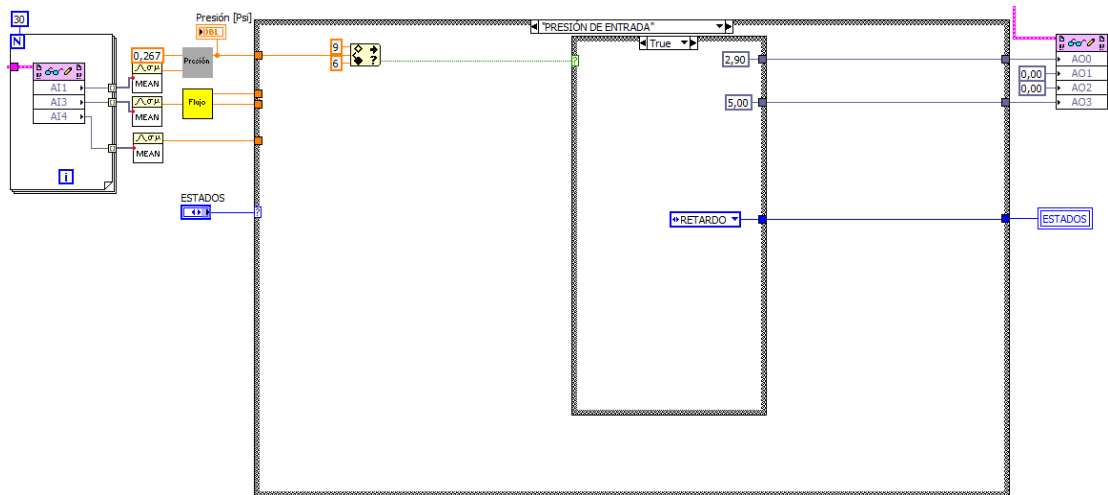 30
N
AI1
AI3
AI4
i
0,267
MEAN
MEAN
MEAN
Presión [Psi]
DBL
Presión
Flujo
ESTADOS
"PRESIÓN DE ENTRADA"
True
9
6
?
?
?
2,90
5,00
RETARDO
AO0
AO1
AO2
AO3
0,00
0,00
ESTADOS